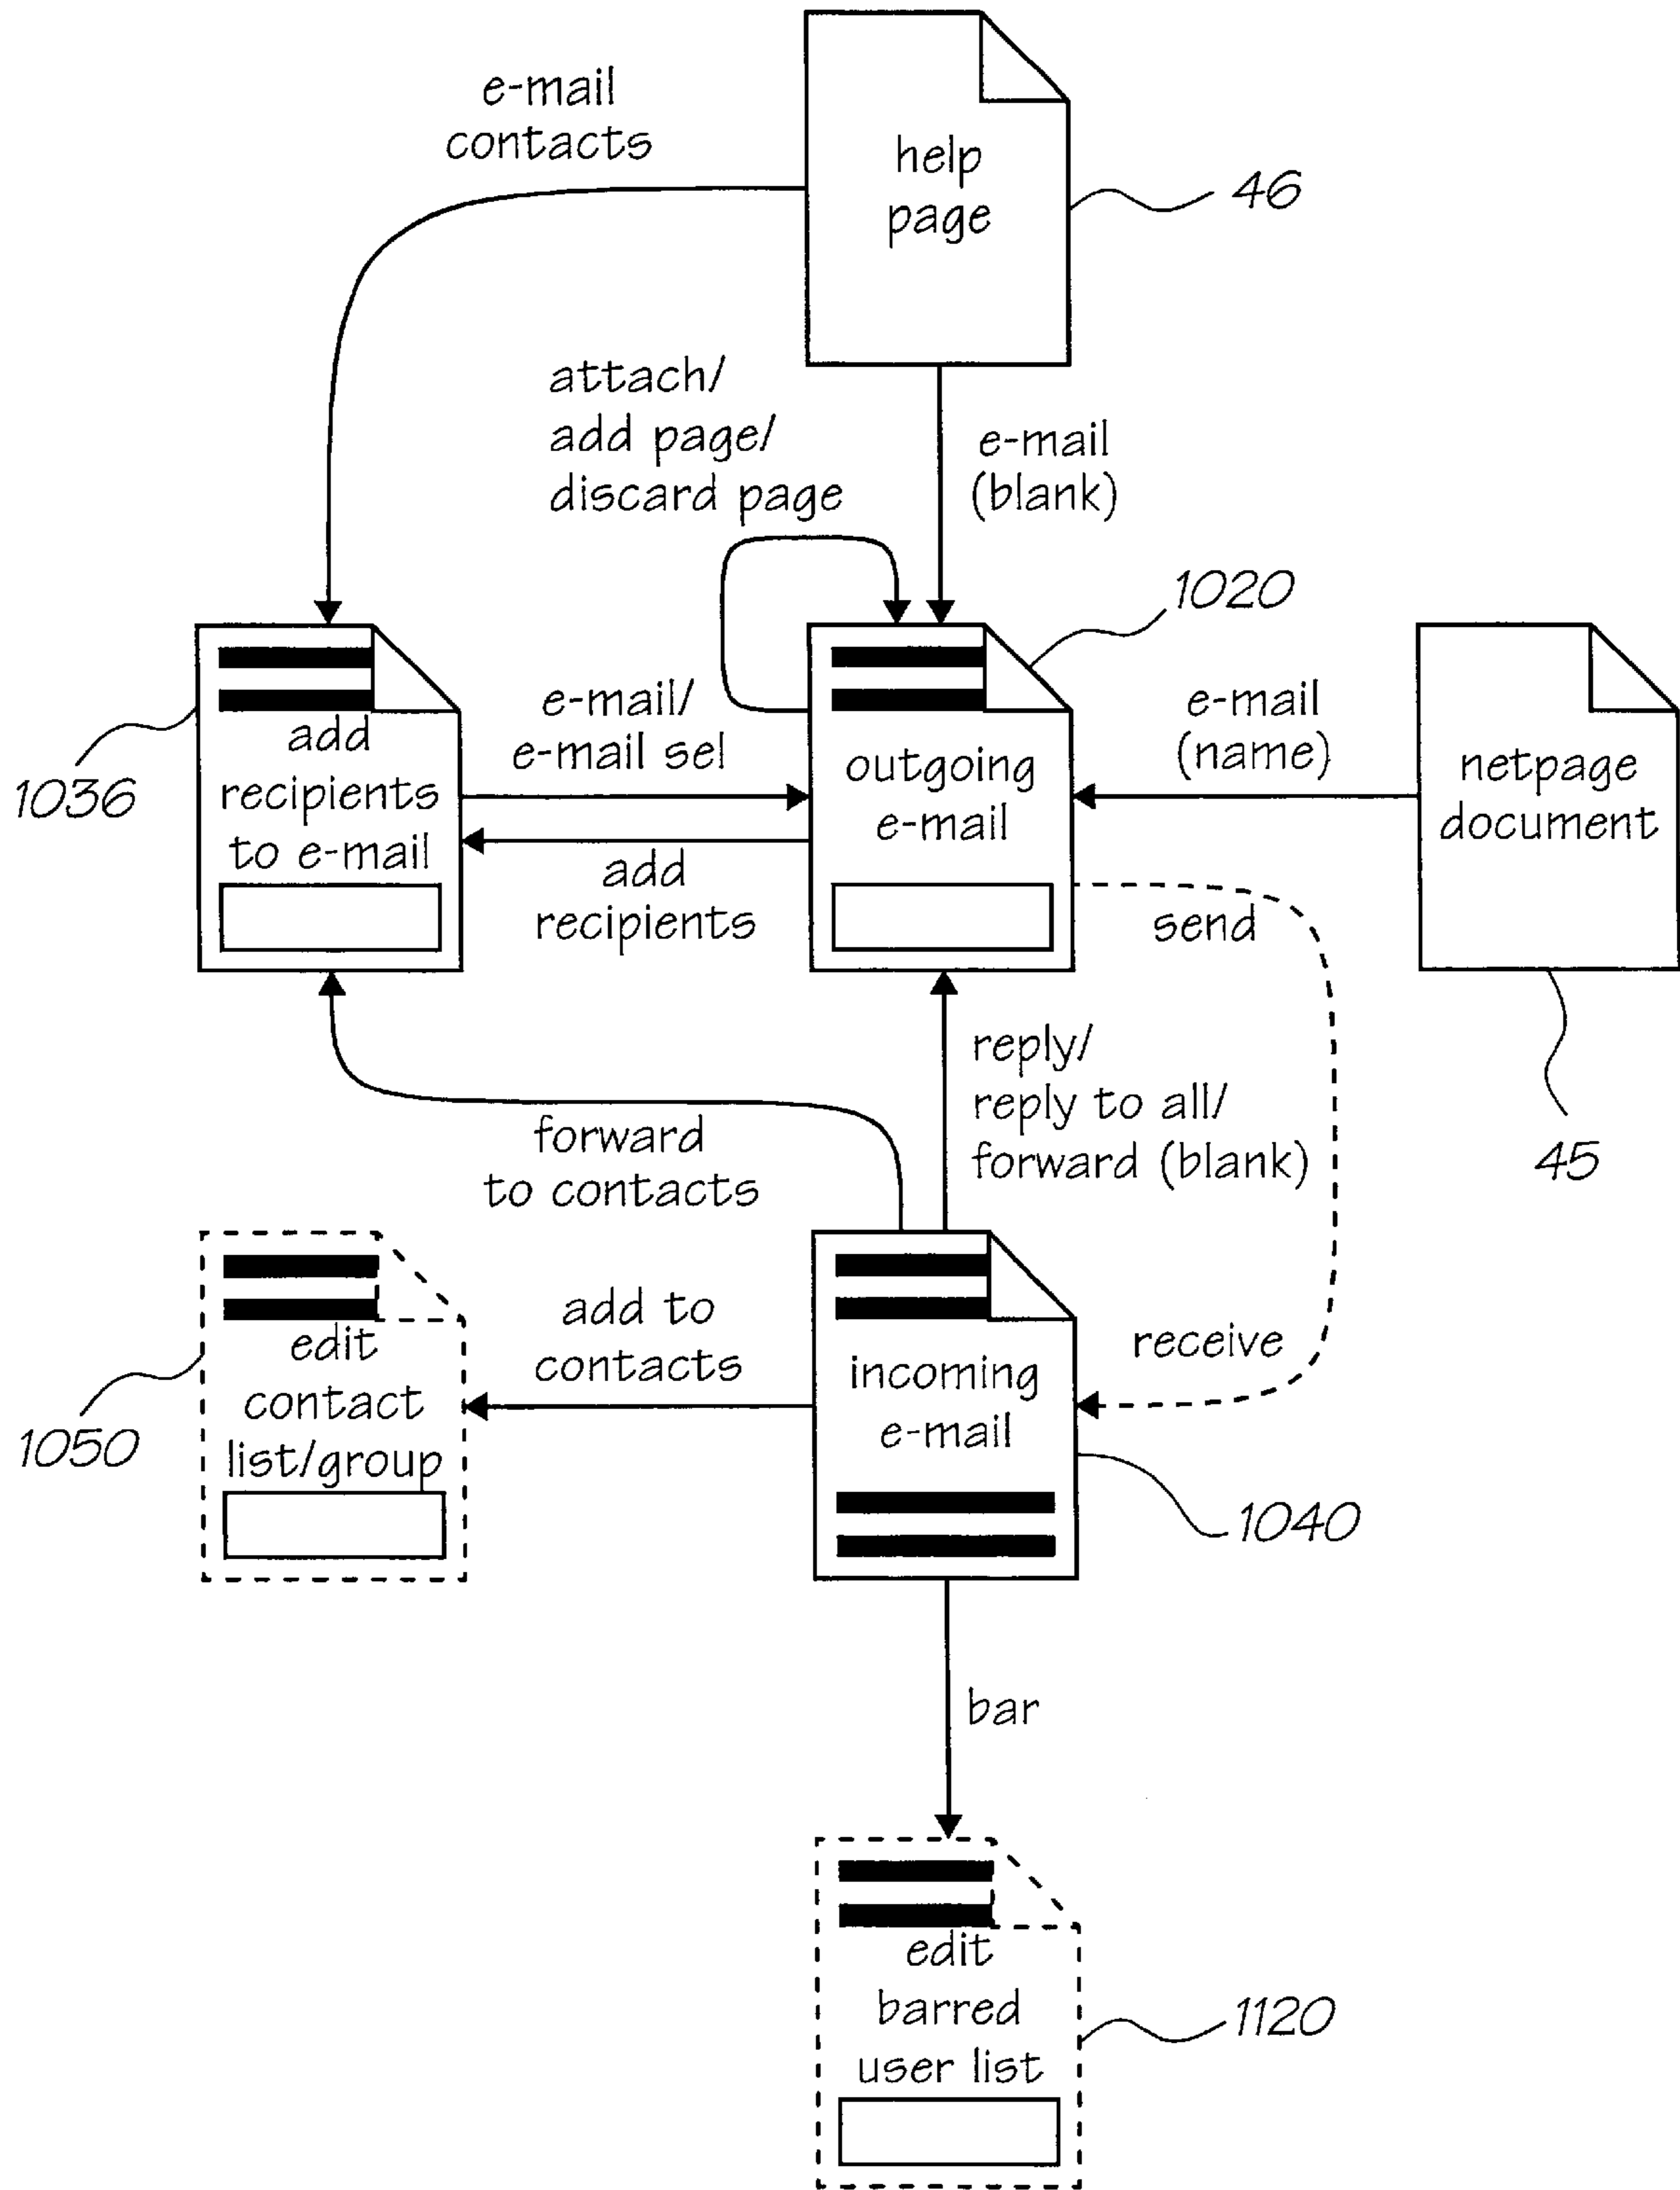 e-mail
contacts
help
page
46
attach/
add page/
discard page
e-mail
(blank)
1020
1036
add
recipients
to e-mail
e-mail/
e-mail sel
add
recipients
outgoing
e-mail
e-mail
(name)
netpage
document
send
45
forward
to contacts
reply/
reply to all/
forward (blank)
1050
edit
contact
list/group
add to
contacts
incoming
e-mail
receive
1040
bar
edit
barred
user list
1120